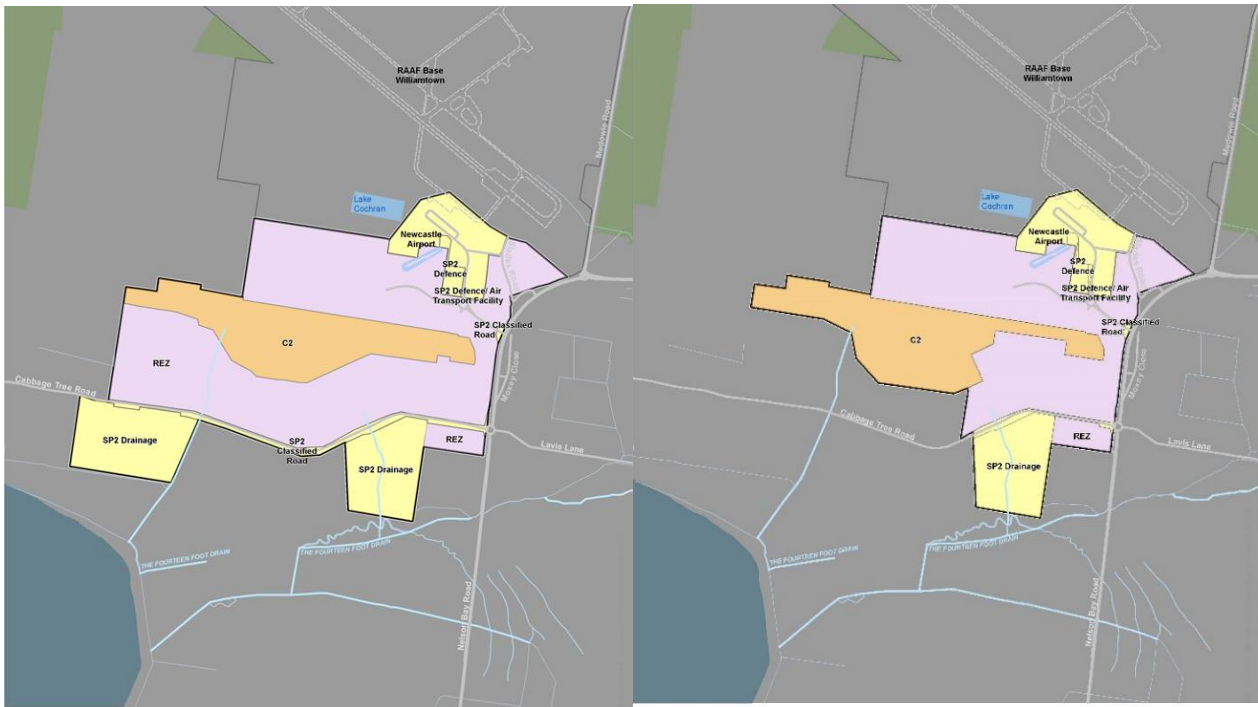 RAAF Base
Williamtown
Medowie Road
Lake
Cochran
Newcastle
Airport
SP2
Defence
SP2 Defence/ Air
Transport Facility
SP2 Classified
Road
C2
REZ
Moxey Close
Cabbage Tree Road
SP2 Drainage
SP2
Classified
Road
REZ
Lavis Lane
SP2 Drainage
THE FOURTEEN FOOT DRAIN
THE FOURTEEN FOOT DRAIN
Nelson Bay Road
RAAF Base
Williamtown
Medowie Road
Lake
Cochran
Newcastle
Airport
SP2
Defence
SP2 Defence/ Air
Transport Facility
SP2 Classified
Road
C2
Moxey Close
Cabbage Tree Road
REZ
Lavis Lane
SP2 Drainage
THE FOURTEEN FOOT DRAIN
THE FOURTEEN FOOT DRAIN
Nelson Bay Road